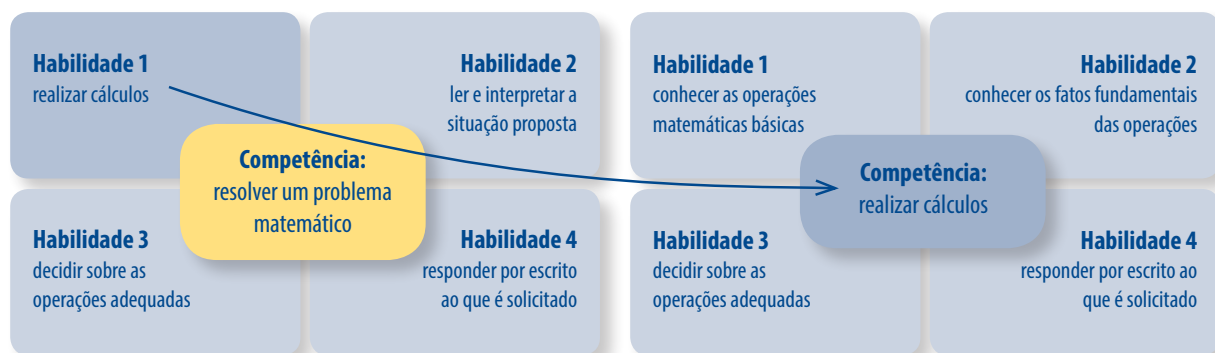 Habilidade 1
realizar cálculos
Habilidade 2
ler e interpretar a
situação proposta
Competência:
resolver um problema
matemático
Habilidade 3
decidir sobre as
operações adequadas
Habilidade 4
responder por escrito
ao que é solicitado
Habilidade 1
conhecer as operações
matemáticas básicas
Habilidade 2
conhecer os fatos fundamentais
das operações
Competência:
realizar cálculos
Habilidade 3
decidir sobre as
operações adequadas
Habilidade 4
responder por escrito ao
que é solicitado